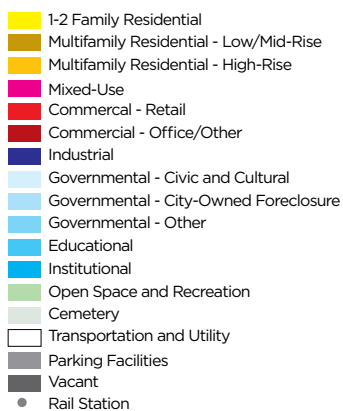 1-2 Family Residential
Multifamily Residential - Low/Mid-Rise
Multifamily Residential - High-Rise
Mixed-Use
Commercal - Retail
Commercial - Office/Other
Industrial
Governmental - Civic and Cultural
Governmental - City-Owned Foreclosure
Governmental - Other
Educational
Institutional
Open Space and Recreation
Cemetery
Transportation and Utility
Parking Facilities
Vacant
Rail Station